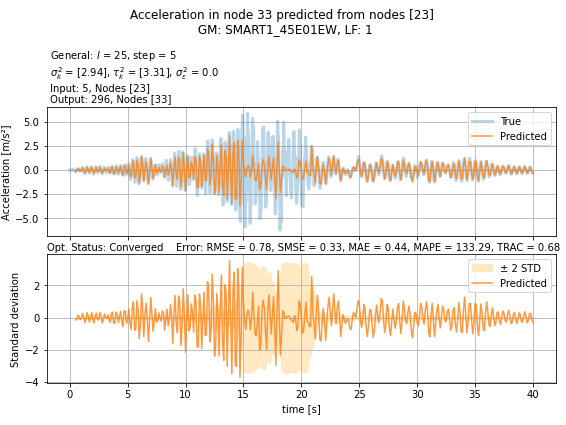 Acceleration in node 33 predicted from nodes [23]
GM: SMART1_45E01EW, LF: 1
General: l = 25, step = 5
σ²ₖ = [2.94], τ²ₖ = [3.31], σ²ε = 0.0
Input: 5, Nodes [23]
Output: 296, Nodes [33]
Acceleration [m/s²]
5.0
2.5
0.0
−2.5
−5.0
True
Predicted
Opt. Status: Converged Error: RMSE = 0.78, SMSE = 0.33, MAE = 0.44, MAPE = 133.29, TRAC = 0.68
Standard deviation
2
0
−2
−4
± 2 STD
Predicted
0 5 10 15 20 25 30 35 40
time [s]